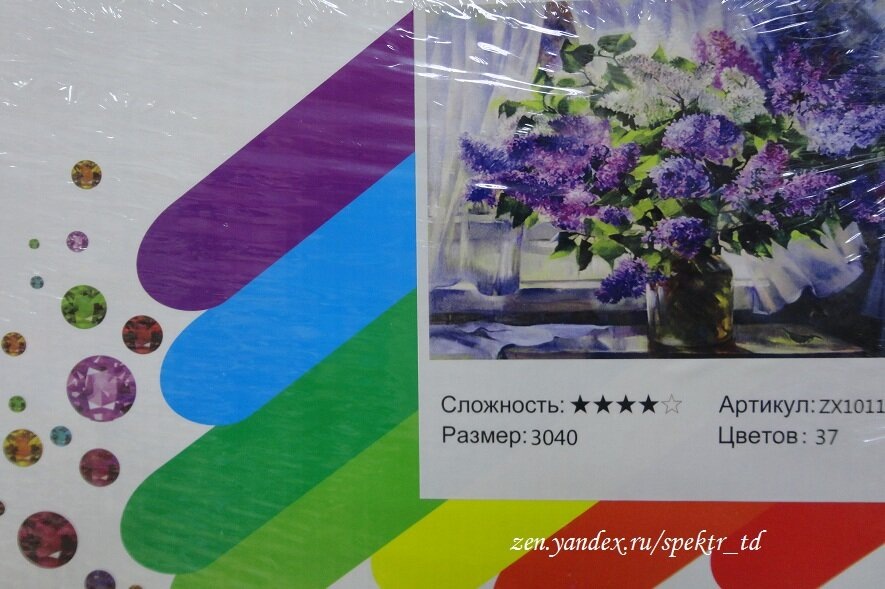 Сложность: ★★★★☆
Размер: 3040
Артикул: ZX1011
Цветов: 37
zen.yandex.ru/spektr_td